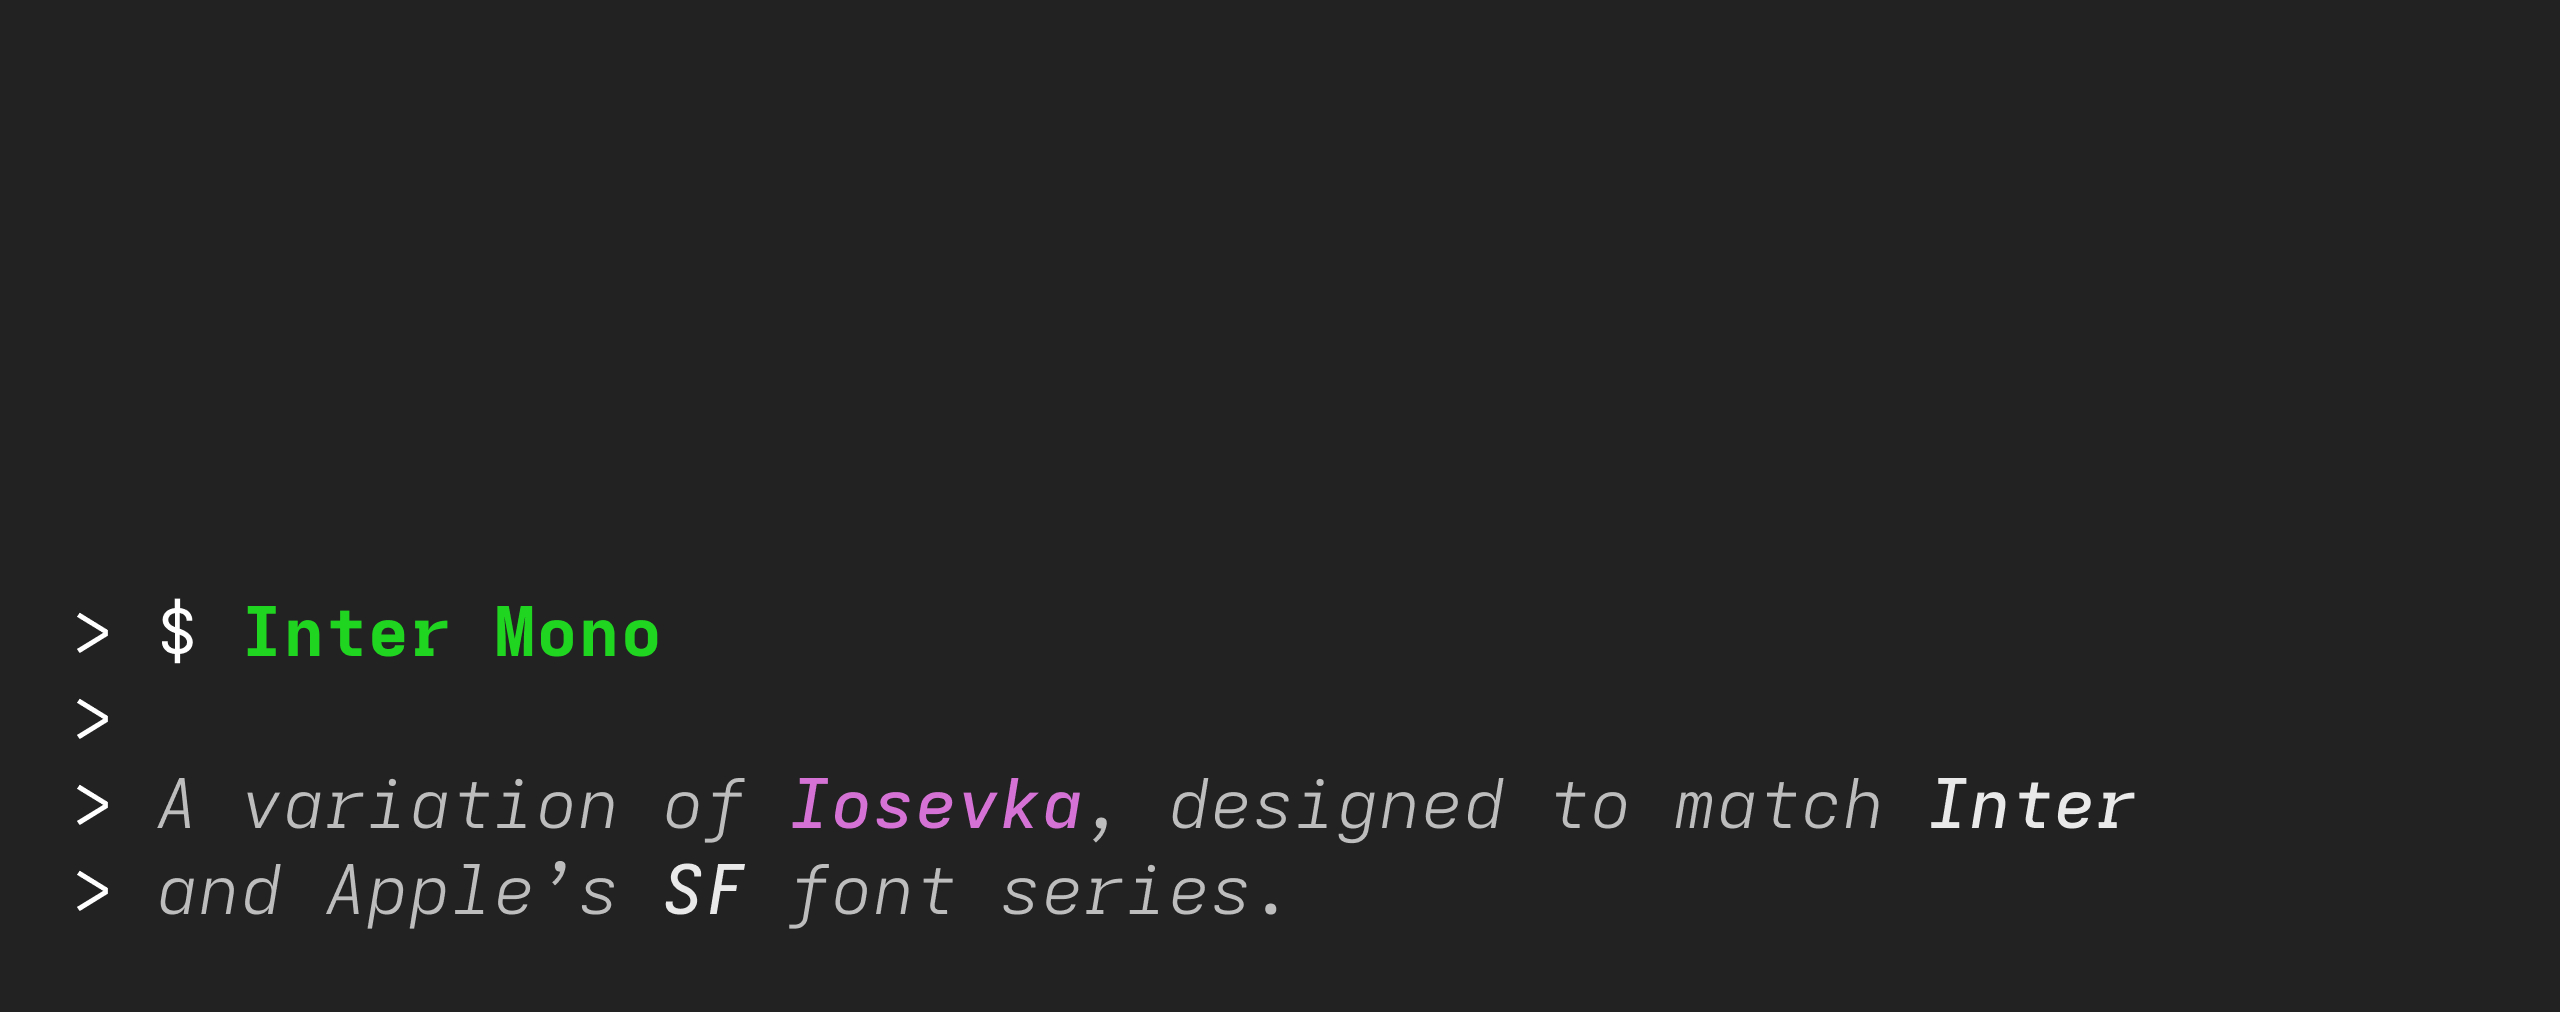 > $ Inter Mono
>
> A variation of Iosevka, designed to match Inter
> and Apple’s SF font series.